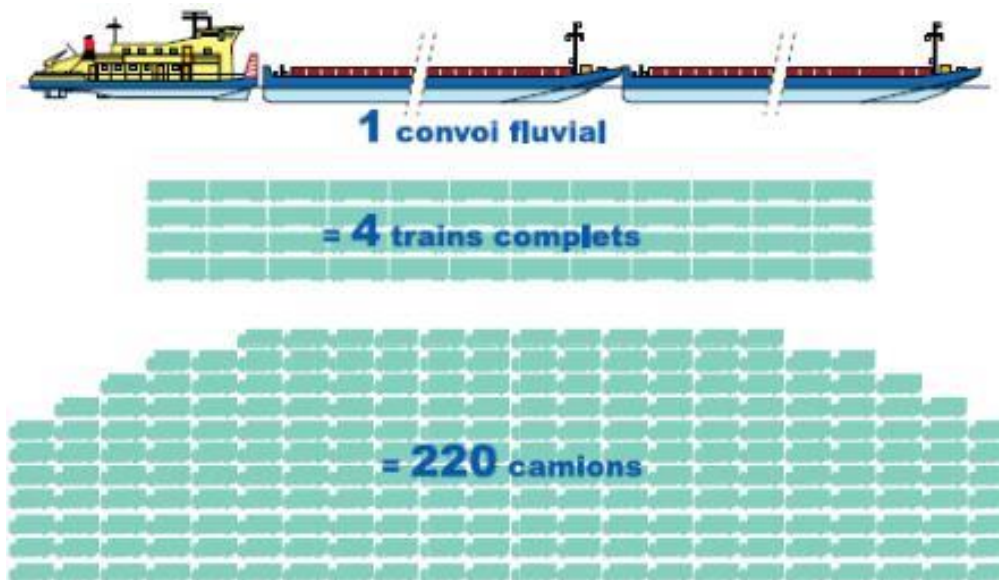 1 convoi fluvial
= 4 trains complets
= 220 camions